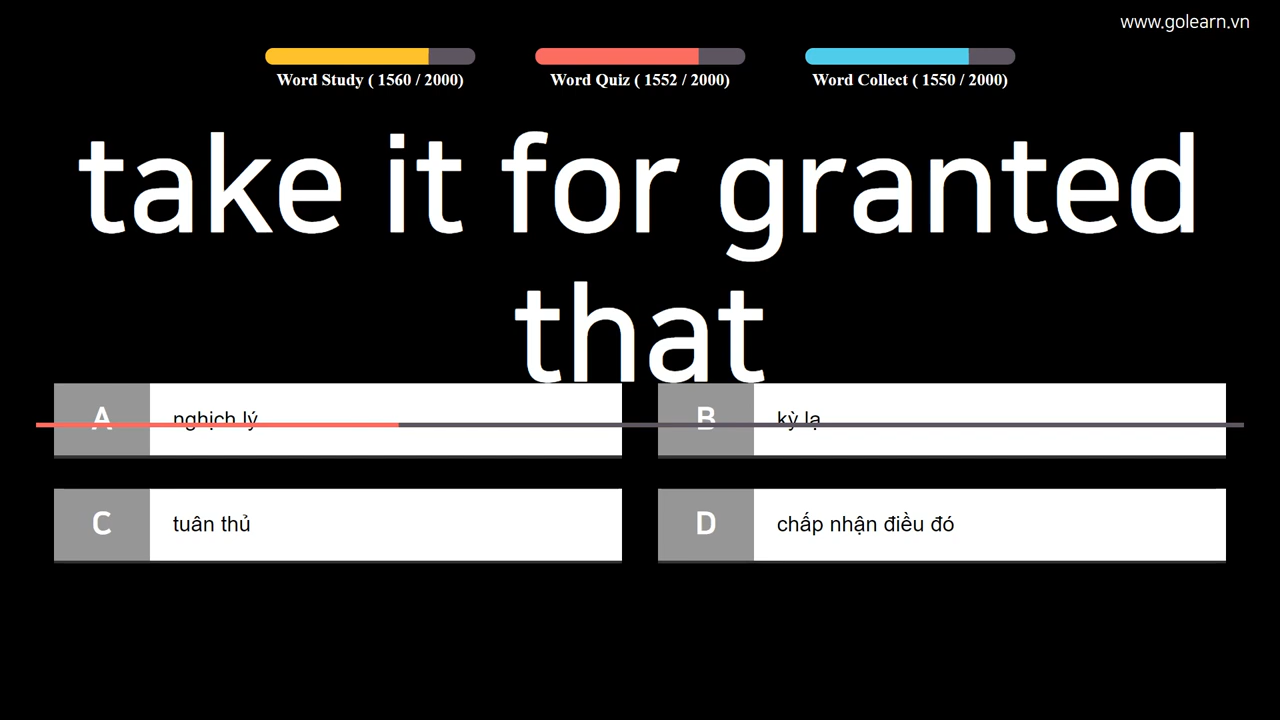 www.golearn.vn
Word Study ( 1560 / 2000)
Word Quiz ( 1552 / 2000)
Word Collect ( 1550 / 2000)
take it for granted
that
A nghịch lý
B kỳ lạ
C tuân thủ
D chấp nhận điều đó